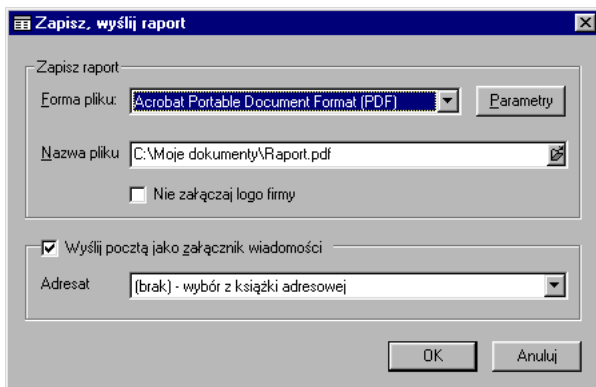 Zapisz, wyślij raport
Zapisz raport
Forma pliku: Acrobat Portable Document Format (PDF) Parametry
Nazwa pliku C:\Moje dokumenty\Raport.pdf
Nie załączaj logo firmy
Wyślij pocztą jako załącznik wiadomości
Adresat (brak) - wybór z książki adresowej
OK Anuluj